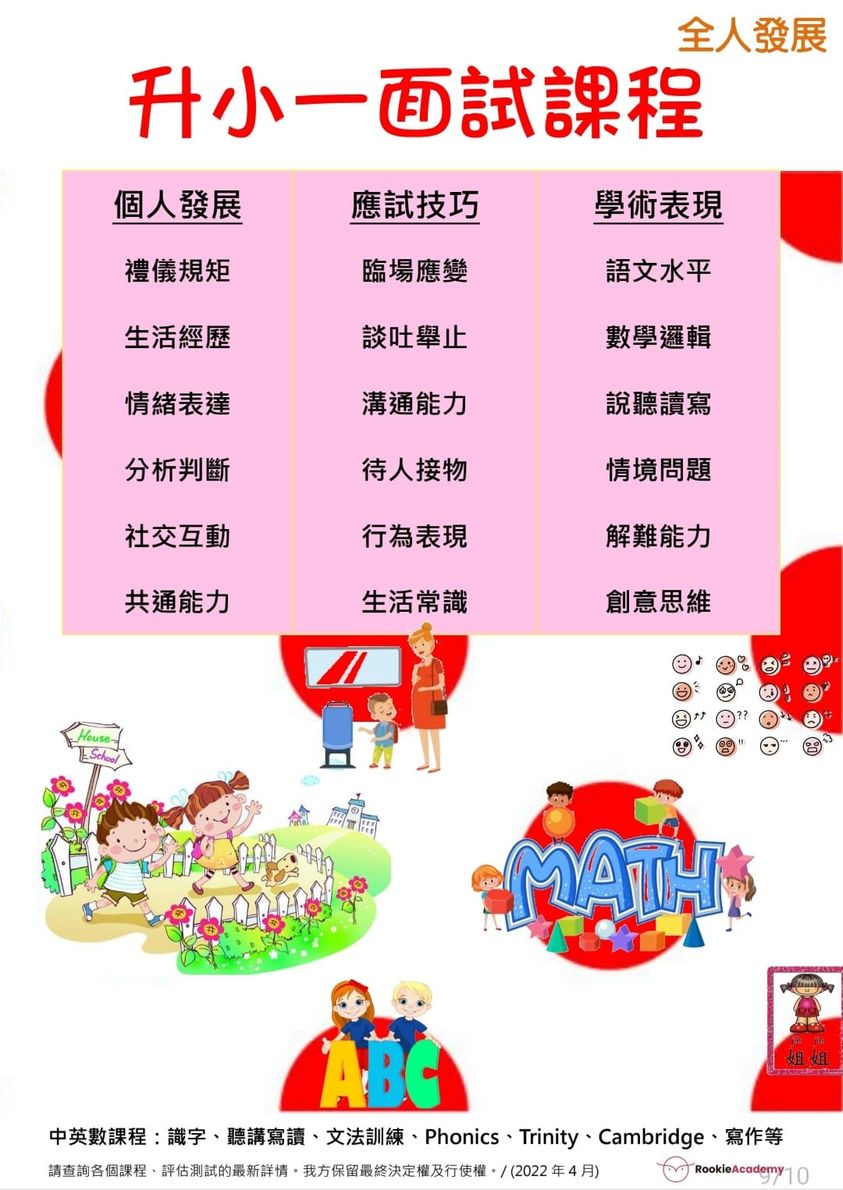 全人發展
升小一面試課程
個人發展 應試技巧 學術表現
禮儀規矩 臨場應變 語文水平
生活經歷 談吐舉止 數學邏輯
情緒表達 溝通能力 說聽讀寫
分析判斷 待人接物 情境問題
社交互動 行為表現 解難能力
共通能力 生活常識 創意思維
House
School
MATH
ABC
jie jie
姐姐
中英數課程：識字、聽講寫讀、文法訓練、Phonics、Trinity、Cambridge、寫作等
請查詢各個課程、評估測試的最新詳情。我方保留最終決定權及行使權。/ (2022 年 4 月)
RookieAcademy
9/10